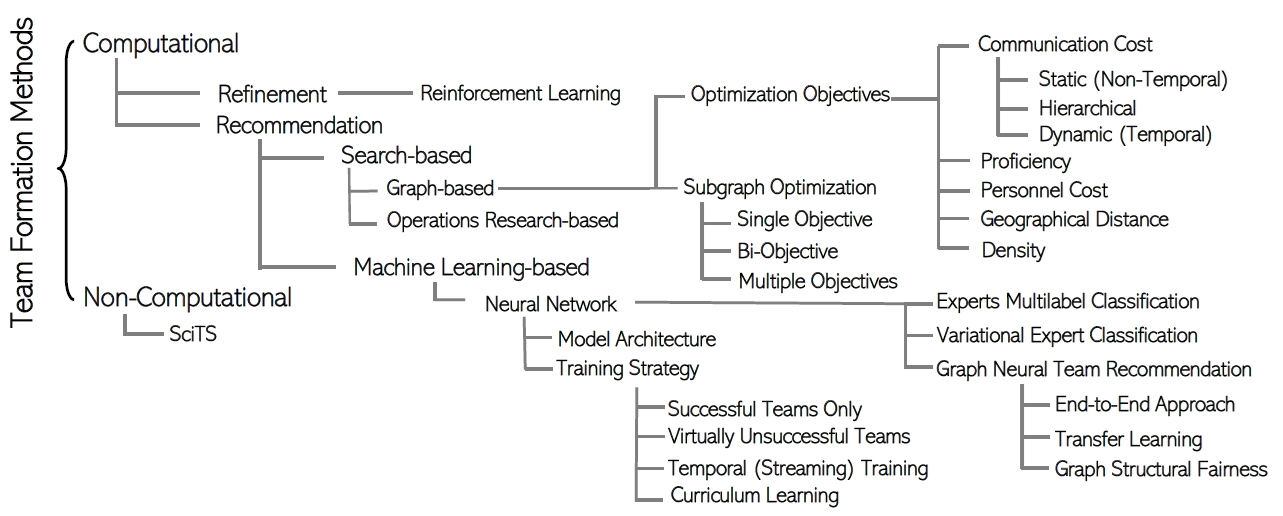 Team Formation Methods
Computational
Refinement
Reinforcement Learning
Recommendation
Search-based
Graph-based
Operations Research-based
Optimization Objectives
Communication Cost
Static (Non-Temporal)
Hierarchical
Dynamic (Temporal)
Proficiency
Personnel Cost
Geographical Distance
Density
Subgraph Optimization
Single Objective
Bi-Objective
Multiple Objectives
Machine Learning-based
Neural Network
Model Architecture
Training Strategy
Successful Teams Only
Virtually Unsuccessful Teams
Temporal (Streaming) Training
Curriculum Learning
Experts Multilabel Classification
Variational Expert Classification
Graph Neural Team Recommendation
End-to-End Approach
Transfer Learning
Graph Structural Fairness
Non-Computational
SciTS